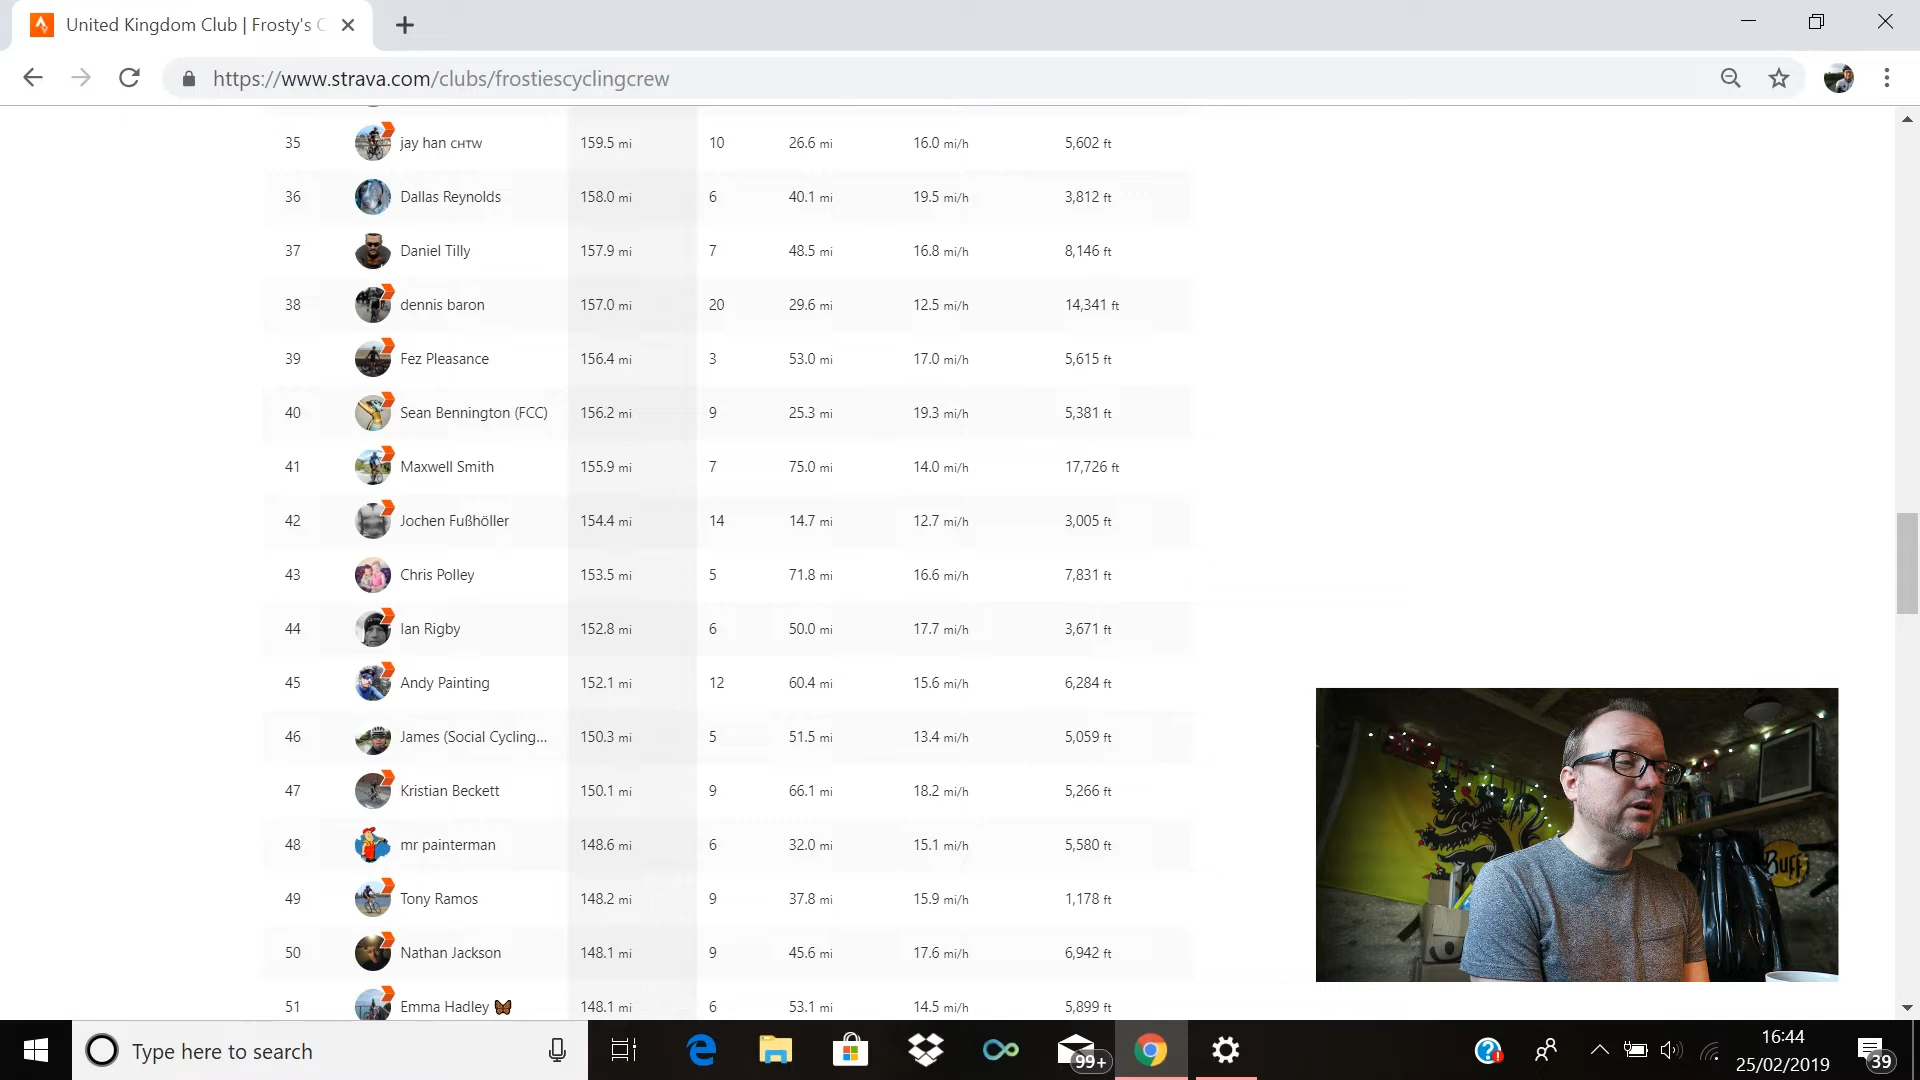 United Kingdom Club | Frosty's C
https://www.strava.com/clubs/frostiescyclingcrew
35 jay han CHTW 159.5 mi 10 26.6 mi 16.0 mi/h 5,602 ft
36 Dallas Reynolds 158.0 mi 6 40.1 mi 19.5 mi/h 3,812 ft
37 Daniel Tilly 157.9 mi 7 48.5 mi 16.8 mi/h 8,146 ft
38 dennis baron 157.0 mi 20 29.6 mi 12.5 mi/h 14,341 ft
39 Fez Pleasance 156.4 mi 3 53.0 mi 17.0 mi/h 5,615 ft
40 Sean Bennington (FCC) 156.2 mi 9 25.3 mi 19.3 mi/h 5,381 ft
41 Maxwell Smith 155.9 mi 7 75.0 mi 14.0 mi/h 17,726 ft
42 Jochen Fußhöller 154.4 mi 14 14.7 mi 12.7 mi/h 3,005 ft
43 Chris Polley 153.5 mi 5 71.8 mi 16.6 mi/h 7,831 ft
44 Ian Rigby 152.8 mi 6 50.0 mi 17.7 mi/h 3,671 ft
45 Andy Painting 152.1 mi 12 60.4 mi 15.6 mi/h 6,284 ft
46 James (Social Cycling... 150.3 mi 5 51.5 mi 13.4 mi/h 5,059 ft
47 Kristian Beckett 150.1 mi 9 66.1 mi 18.2 mi/h 5,266 ft
48 mr painterman 148.6 mi 6 32.0 mi 15.1 mi/h 5,580 ft
49 Tony Ramos 148.2 mi 9 37.8 mi 15.9 mi/h 1,178 ft
50 Nathan Jackson 148.1 mi 9 45.6 mi 17.6 mi/h 6,942 ft
51 Emma Hadley 🦋 148.1 mi 6 53.1 mi 14.5 mi/h 5,899 ft
BUFF
Type here to search
99+
16:44
25/02/2019
39